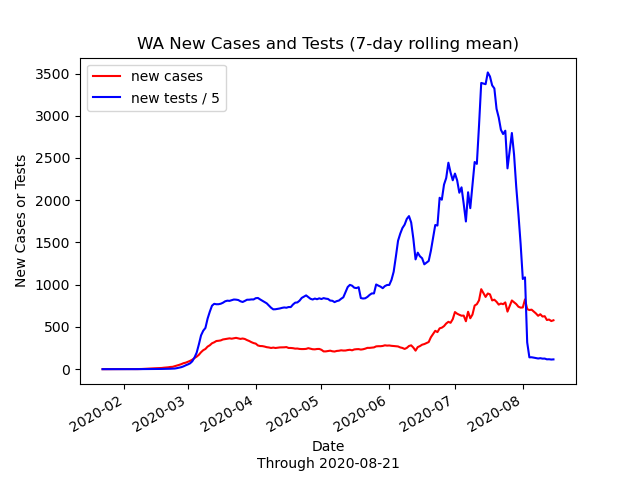 WA New Cases and Tests (7-day rolling mean)
new cases
new tests / 5
New Cases or Tests
3500
3000
2500
2000
1500
1000
500
0
2020-02
2020-03
2020-04
2020-05
2020-06
2020-07
2020-08
Date
Through 2020-08-21